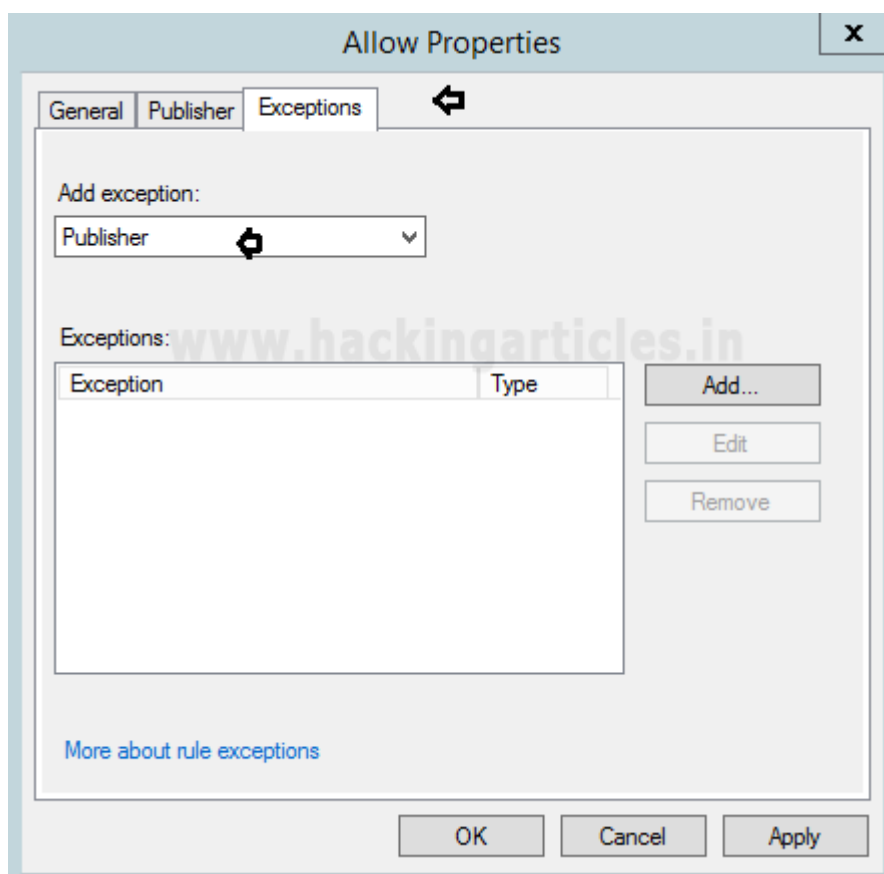 Allow Properties
x
General Publisher Exceptions
Add exception:
Publisher
www.hackingarticles.in
Exceptions:
Exception Type
Add...
Edit
Remove
More about rule exceptions
OK Cancel Apply